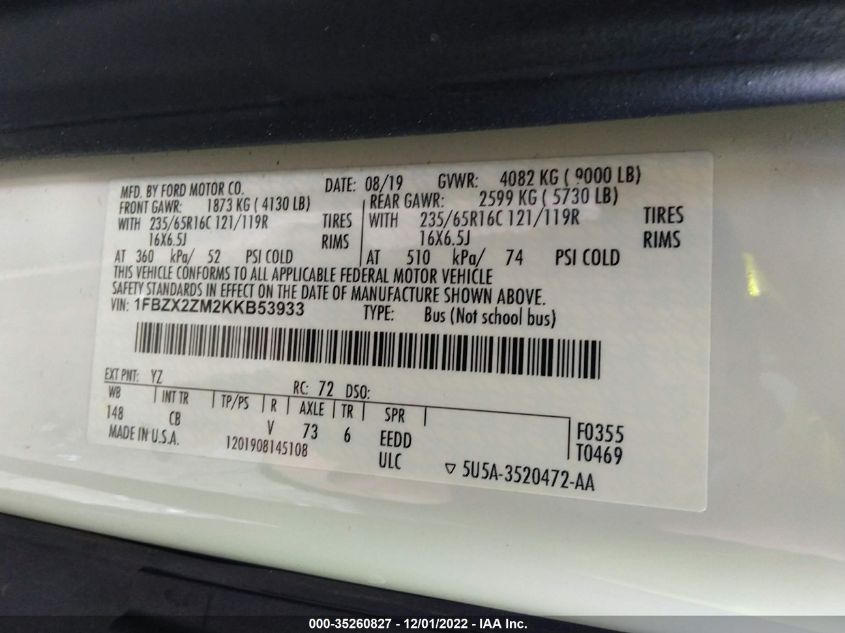 MFD. BY FORD MOTOR CO. DATE: 08/19 GVWR: 4082 KG ( 9000 LB)
FRONT GAWR: 1873 KG ( 4130 LB) REAR GAWR: 2599 KG ( 5730 LB)
WITH 235/65R16C 121/119R TIRES WITH 235/65R16C 121/119R TIRES
16X6.5J RIMS 16X6.5J RIMS
AT 360 kPa/ 52 PSI COLD AT 510 kPa/ 74 PSI COLD
THIS VEHICLE CONFORMS TO ALL APPLICABLE FEDERAL MOTOR VEHICLE
SAFETY STANDARDS IN EFFECT ON THE DATE OF MANUFACTURE SHOWN ABOVE.
VIN: 1FBZX2ZM2KKB53933 TYPE: Bus (Not school bus)
EXT PNT: YZ RC: 72 DSO:
WB INT TR TP/PS R AXLE TR SPR
148 CB V 73 6 EEDD F0355
MADE IN U.S.A. 1201908145108 ULC T0469
▽ 5U5A-3520472-AA
000-35260827 - 12/01/2022 - IAA Inc.